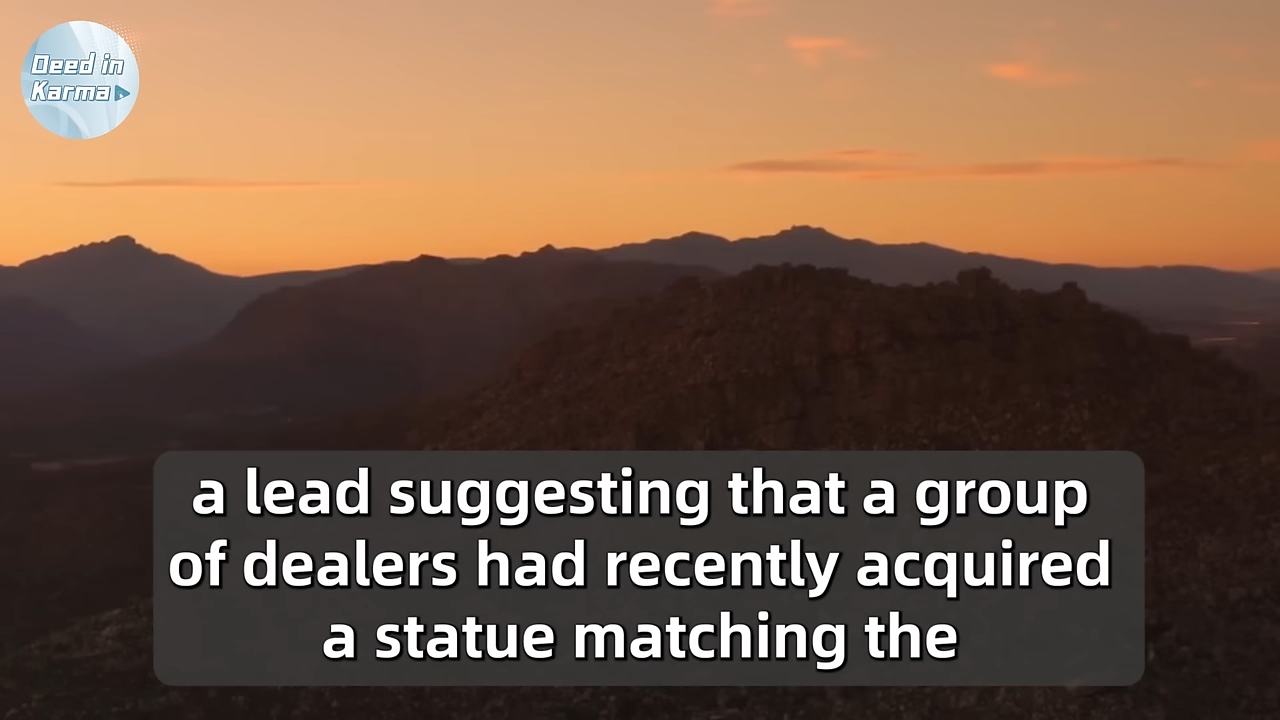 Deed in
Karma
a lead suggesting that a group
of dealers had recently acquired
a statue matching the